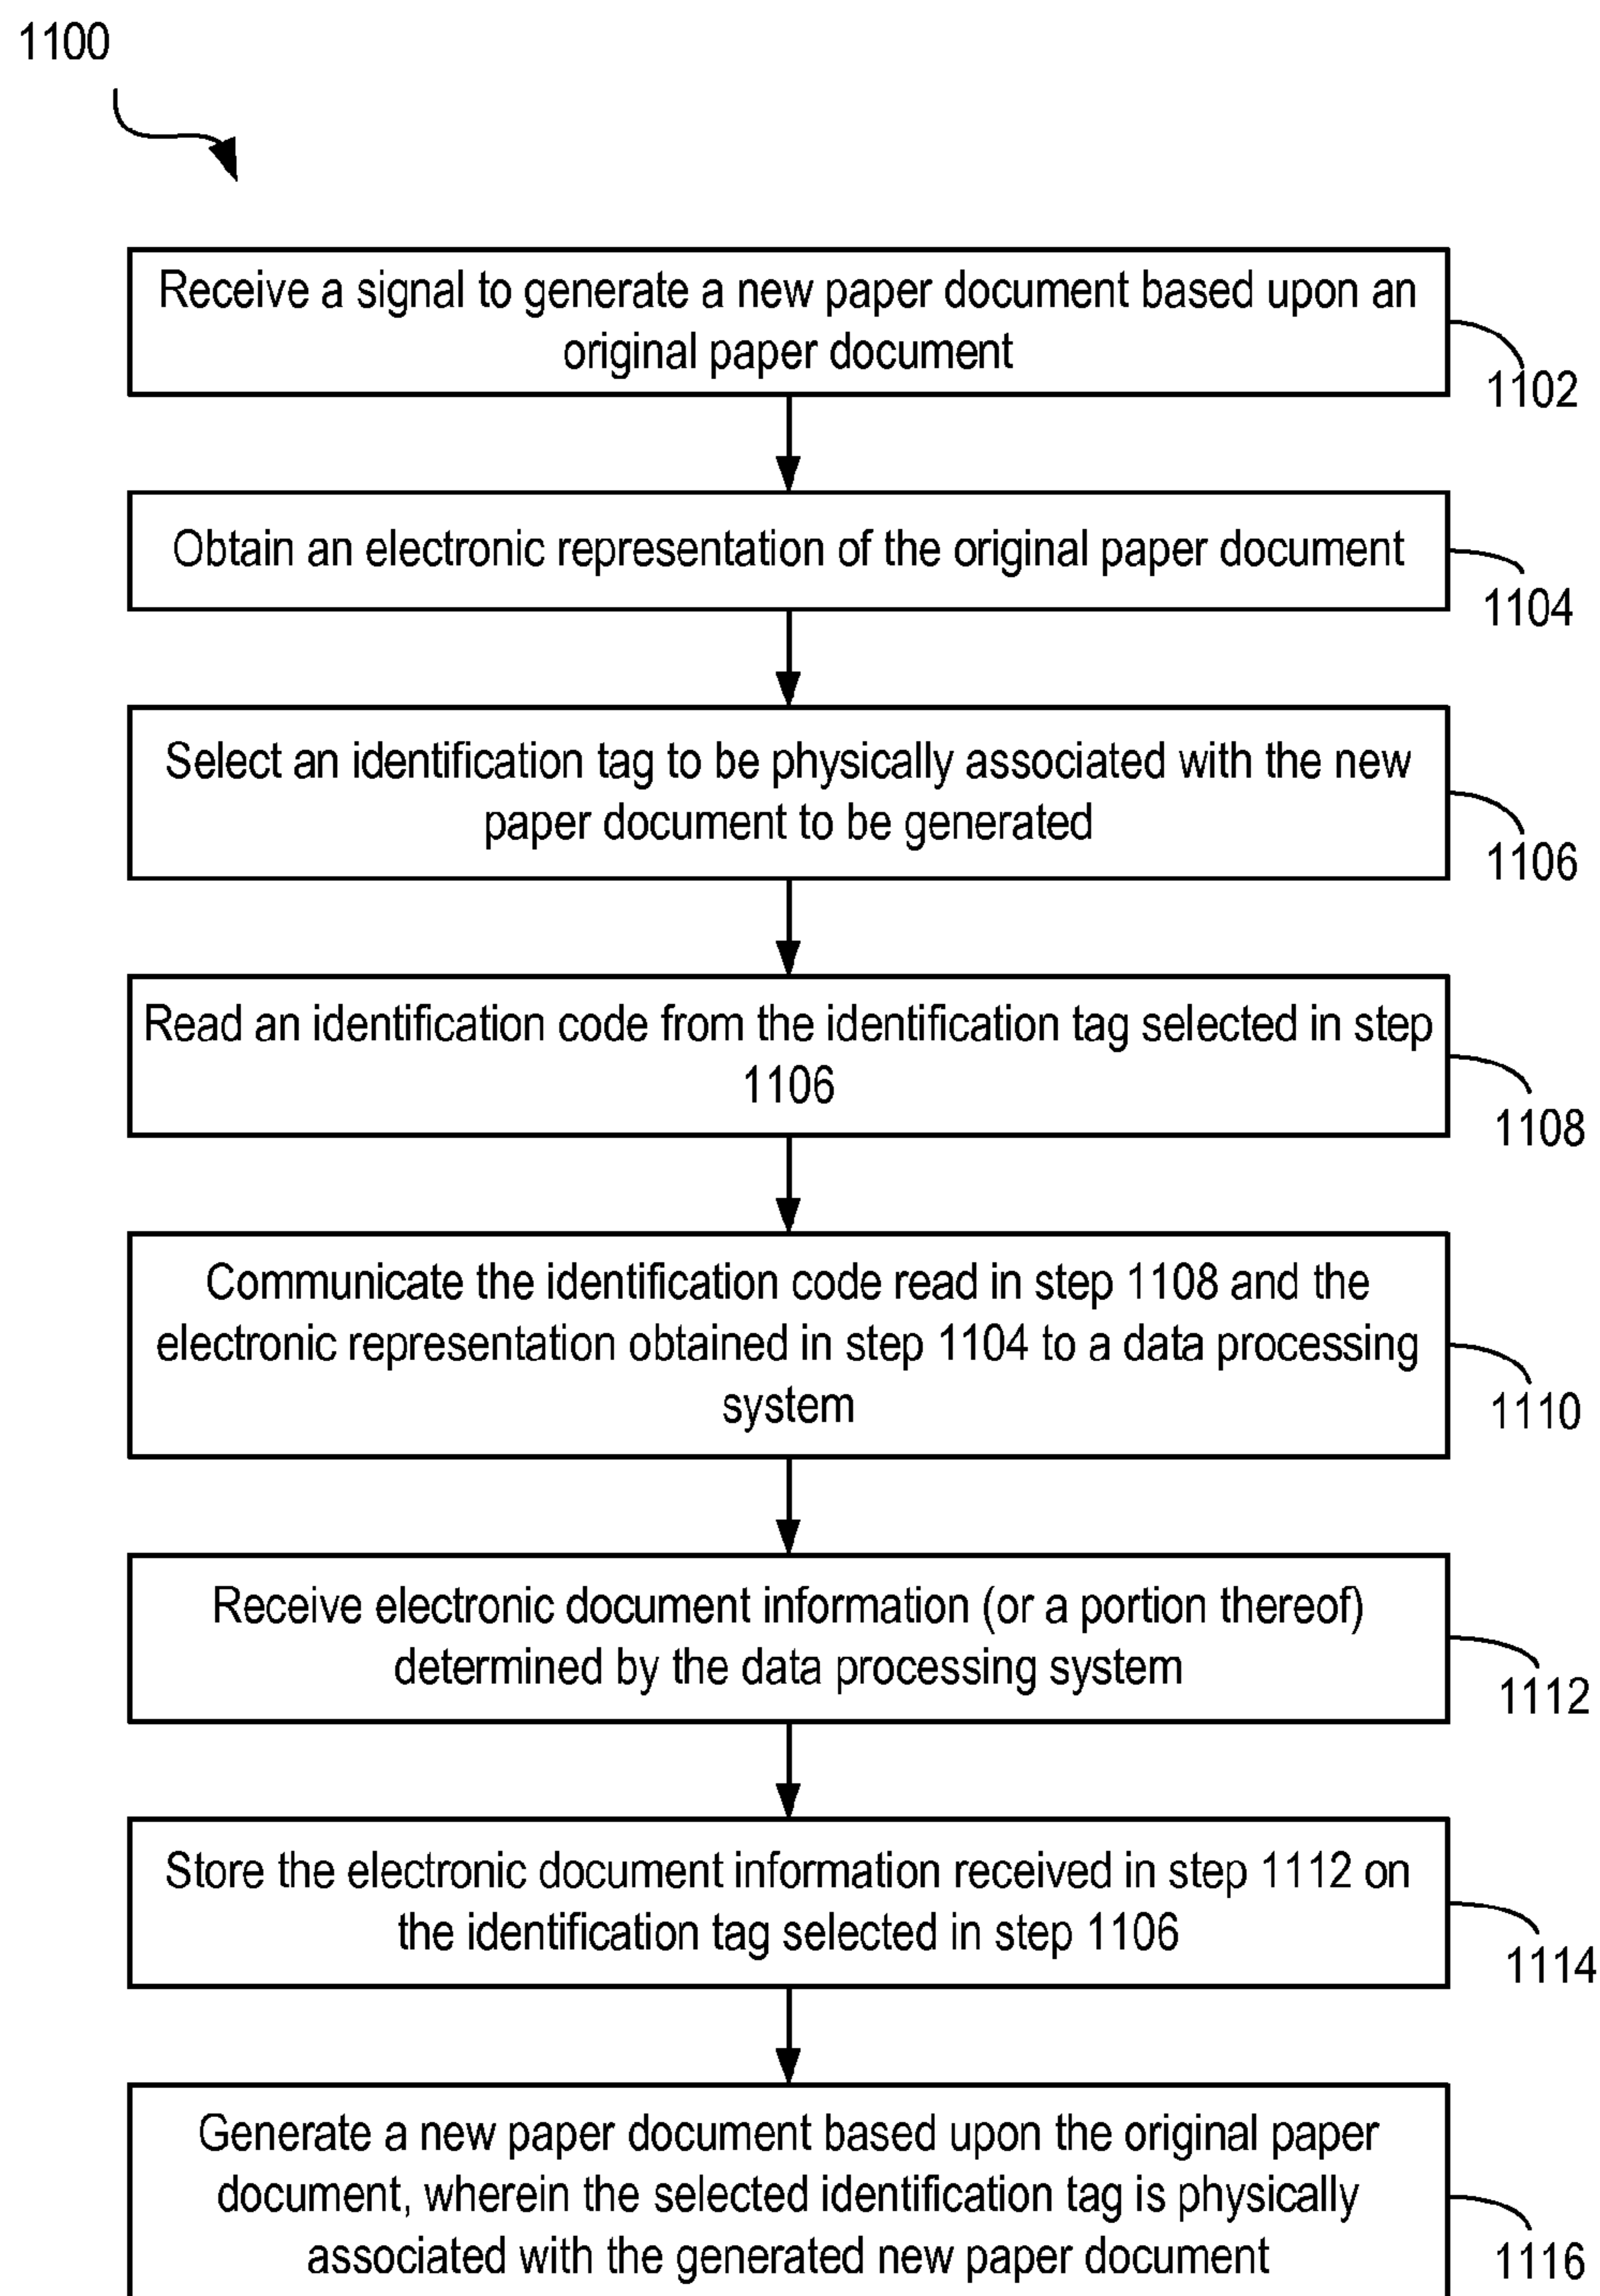 1100
Receive a signal to generate a new paper document based upon an
original paper document
1102
Obtain an electronic representation of the original paper document
1104
Select an identification tag to be physically associated with the new
paper document to be generated
1106
Read an identification code from the identification tag selected in step
1106
1108
Communicate the identification code read in step 1108 and the
electronic representation obtained in step 1104 to a data processing
system
1110
Receive electronic document information (or a portion thereof)
determined by the data processing system
1112
Store the electronic document information received in step 1112 on
the identification tag selected in step 1106
1114
Generate a new paper document based upon the original paper
document, wherein the selected identification tag is physically
associated with the generated new paper document
1116